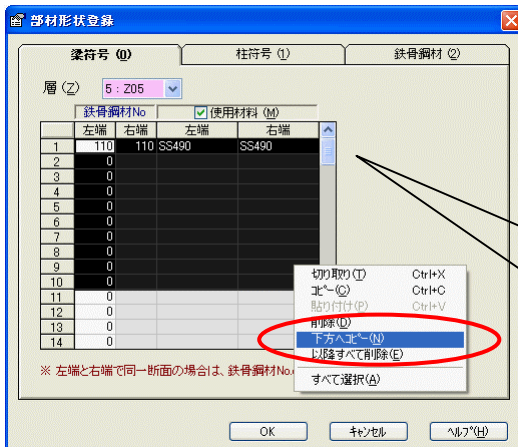 部材形状登録
梁符号 (0)
柱符号 (1)
鉄骨鋼材 (2)
層(Z) 5:Z05
鉄骨鋼材No 使用材料 (M)
左端 右端 左端 右端
1 110 110 SS490 SS490
2 0
3 0
4 0
5 0
6 0
7 0
8 0
9 0
10 0
11 0
12 0
13 0
14 0
切り取り(T) Ctrl+X
コピー(C) Ctrl+C
貼り付け(P) Ctrl+V
削除(D)
下方へコピー(N)
以降すべて削除(E)
すべて選択(A)
※ 左端と右端で同一断面の場合は、鉄骨鋼材No.
OK
キャンセル
ヘルプ(H)